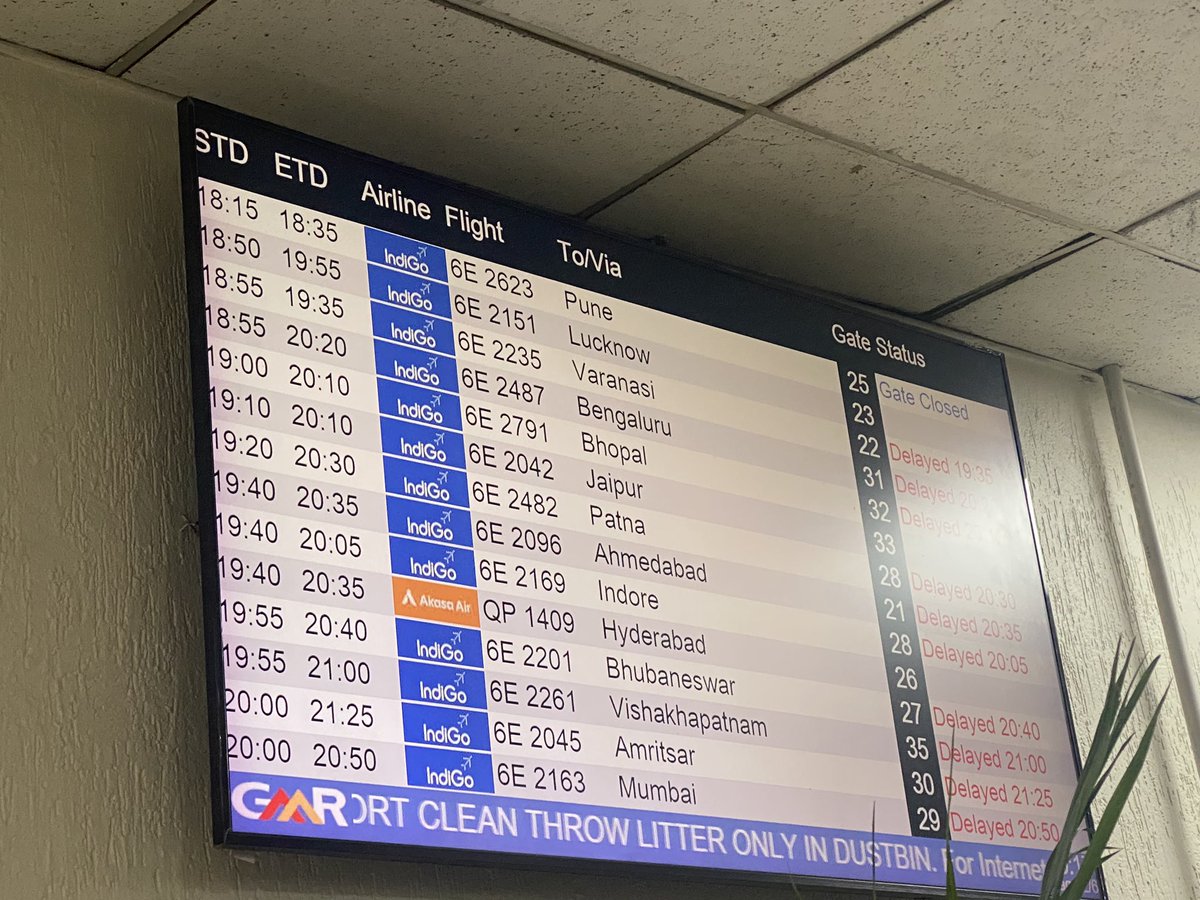 STD ETD Airline Flight To/Via Gate Status
18:15 18:35 IndiGo 6E 2623 Pune 25 Gate Closed
18:50 19:55 IndiGo 6E 2151 Lucknow 23
18:55 19:35 IndiGo 6E 2235 Varanasi 22 Delayed 19:35
18:55 20:20 IndiGo 6E 2487 Bengaluru 31 Delayed
19:00 20:10 IndiGo 6E 2791 Bhopal 32 Delayed
19:10 20:10 IndiGo 6E 2042 Jaipur 33
19:20 20:30 IndiGo 6E 2482 Patna 28 Delayed 20:30
19:40 20:35 IndiGo 6E 2096 Ahmedabad 21 Delayed 20:35
19:40 20:05 IndiGo 6E 2169 Indore 28 Delayed 20:05
19:40 20:35 Akasa Air QP 1409 Hyderabad 26
19:55 20:40 IndiGo 6E 2201 Bhubaneswar 27 Delayed 20:40
19:55 21:00 IndiGo 6E 2261 Vishakhapatnam 35 Delayed 21:00
20:00 21:25 IndiGo 6E 2045 Amritsar 30 Delayed 21:25
20:00 20:50 IndiGo 6E 2163 Mumbai 29 Delayed 20:50
GMR ORT CLEAN THROW LITTER ONLY IN DUSTBIN. For Internet